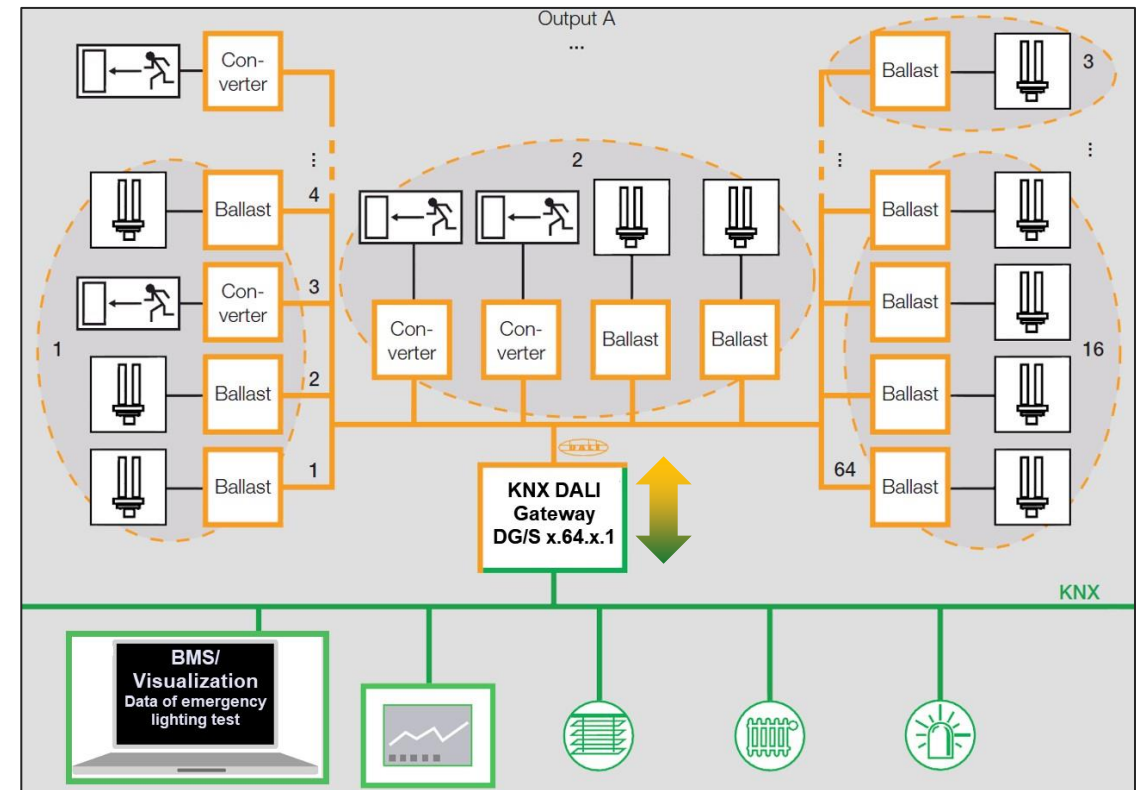 Output A
...
Con-
verter
Ballast
3
...
4
Ballast
3
Con-
verter
1
2
Ballast
1
Ballast
2
Con-
verter
Con-
verter
Ballast
Ballast
...
...
Ballast
Ballast
16
Ballast
64
Ballast
DALI
KNX DALI
Gateway
DG/S x.64.x.1
KNX
BMS/
Visualization
Data of emergency
lighting test